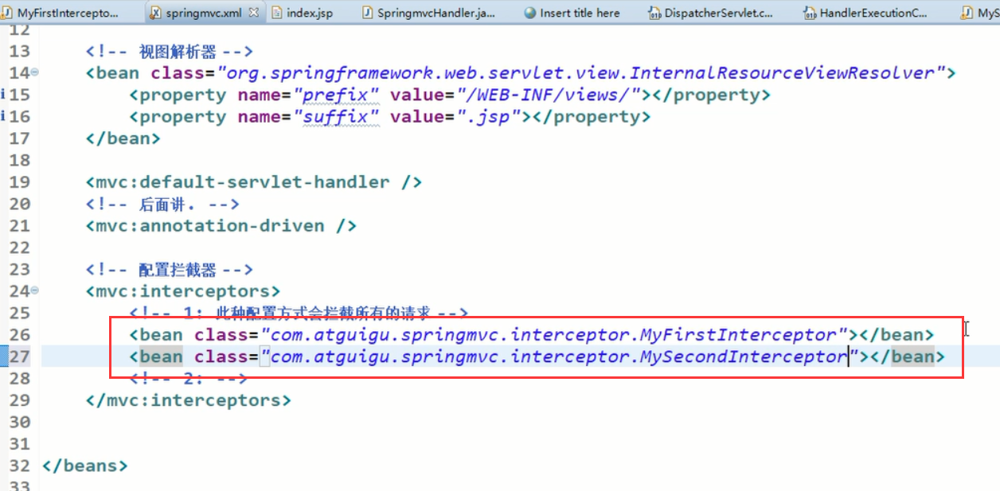 MyFirstIntercepto...
springmvc.xml
index.jsp
SpringmvcHandler.ja...
Insert title here
DispatcherServlet.c...
HandlerExecutionC...
MyS
12
13 <!-- 视图解析器 -->
14 <bean class="org.springframework.web.servlet.view.InternalResourceViewResolver">
15 <property name="prefix" value="/WEB-INF/views/"></property>
16 <property name="suffix" value=".jsp"></property>
17 </bean>
18
19 <mvc:default-servlet-handler />
20 <!-- 后面讲. -->
21 <mvc:annotation-driven />
22
23 <!-- 配置拦截器 -->
24 <mvc:interceptors>
25 <!-- 1: 此种配置方式会拦截所有的请求 -->
26 <bean class="com.atguigu.springmvc.interceptor.MyFirstInterceptor"></bean>
27 <bean class="com.atguigu.springmvc.interceptor.MySecondInterceptor"></bean>
28 <!-- 2: -->
29 </mvc:interceptors>
30
31
32 </beans>
33